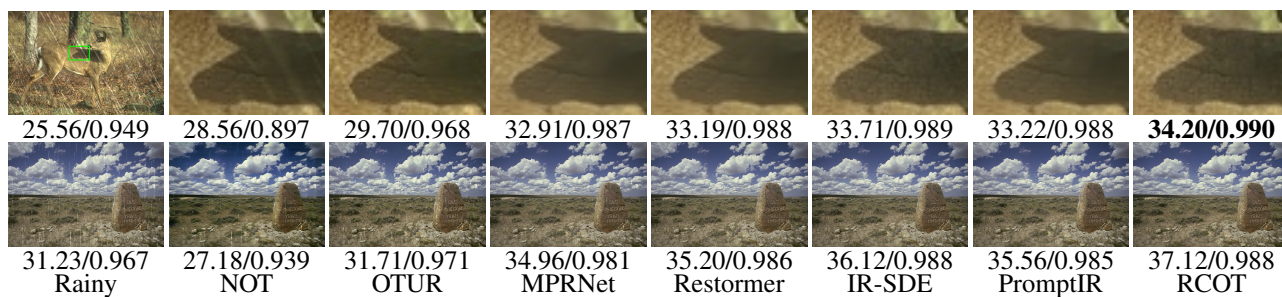 25.56/0.949 28.56/0.897 29.70/0.968 32.91/0.987 33.19/0.988 33.71/0.989 33.22/0.988 34.20/0.990
31.23/0.967 27.18/0.939 31.71/0.971 34.96/0.981 35.20/0.986 36.12/0.988 35.56/0.985 37.12/0.988
Rainy NOT OTUR MPRNet Restormer IR-SDE PromptIR RCOT